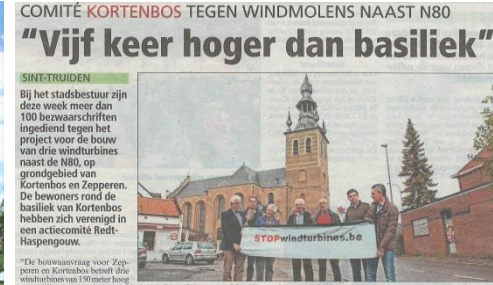 COMITÉ KORTENBOS TEGEN WINDMOLENS NAAST N80
"Vijf keer hoger dan basiliek"
SINT-TRUIDEN
Bij het stadsbestuur zijn
deze week meer dan
100 bezwaarschriften
ingediend tegen het
project voor de bouw
van drie windturbines
naast de N80, op
grondgebied van
Kortenbos en Zepperen.
De bewoners rond de
basiliek van Kortenbos
hebben zich verenigd in
een actiecomité Redt-
Haspengouw.
"De bouwaanvraag voor Zep-
peren en Kortenbos betreft drie
windturbines van 150 meter hoog
STOPwindturbines.be